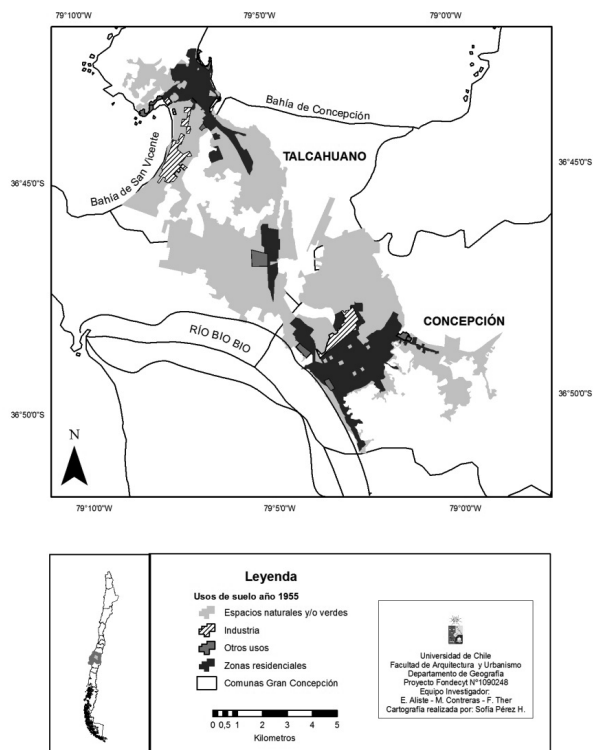 79°10'0"W 79°5'0"W 79°0'0"W
Bahía de Concepción
TALCAHUANO
Bahía de San Vicente
36°45'0"S 36°45'0"S
CONCEPCIÓN
RÍO BÍO BÍO
36°50'0"S 36°50'0"S
N
79°10'0"W 79°5'0"W 79°0'0"W
Leyenda
Usos de suelo año 1955
Espacios naturales y/o verdes
Industria
Otros usos
Zonas residenciales
Comunas Gran Concepción
0 0,5 1 2 3 4 5
Kilometros
Universidad de Chile
Facultad de Arquitectura y Urbanismo
Departamento de Geografía
Proyecto Fondecyt N°1090248
Equipo Investigador:
E. Aliste - M. Contreras - F. Ther
Cartografía realizada por: Sofía Pérez H.